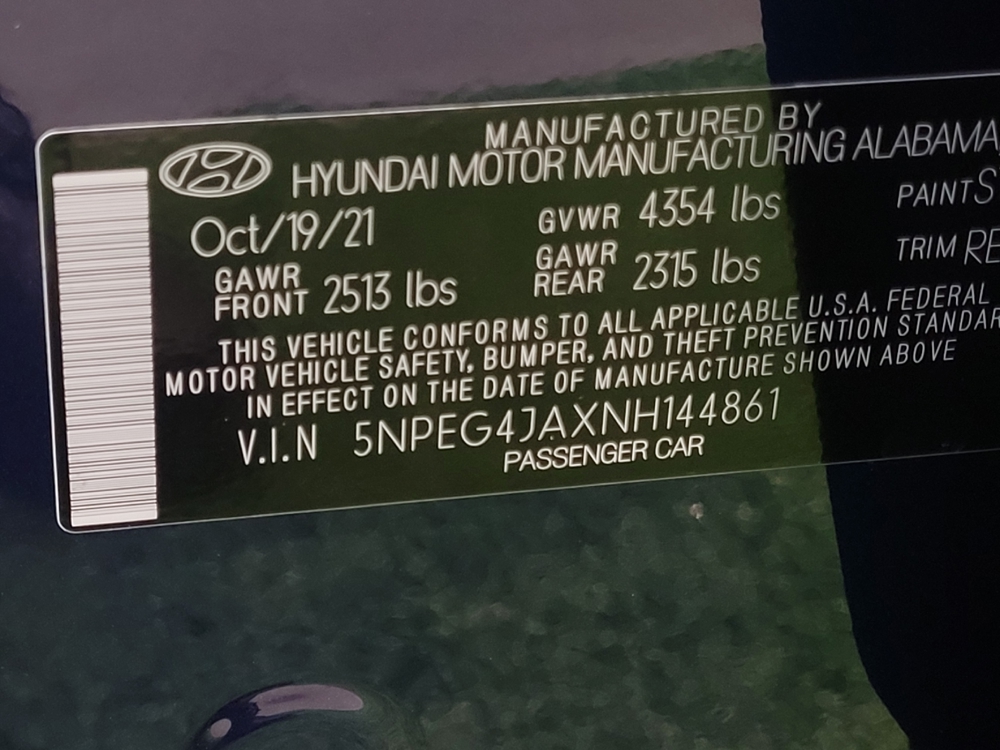 MANUFACTURED BY
HYUNDAI MOTOR MANUFACTURING ALABAMA
Oct/19/21 GVWR 4354 lbs PAINT S
GAWR FRONT 2513 lbs GAWR REAR 2315 lbs TRIM RE
THIS VEHICLE CONFORMS TO ALL APPLICABLE U.S.A. FEDERAL
MOTOR VEHICLE SAFETY, BUMPER, AND THEFT PREVENTION STANDAR
IN EFFECT ON THE DATE OF MANUFACTURE SHOWN ABOVE
V.I.N 5NPEG4JAXNH144861
PASSENGER CAR